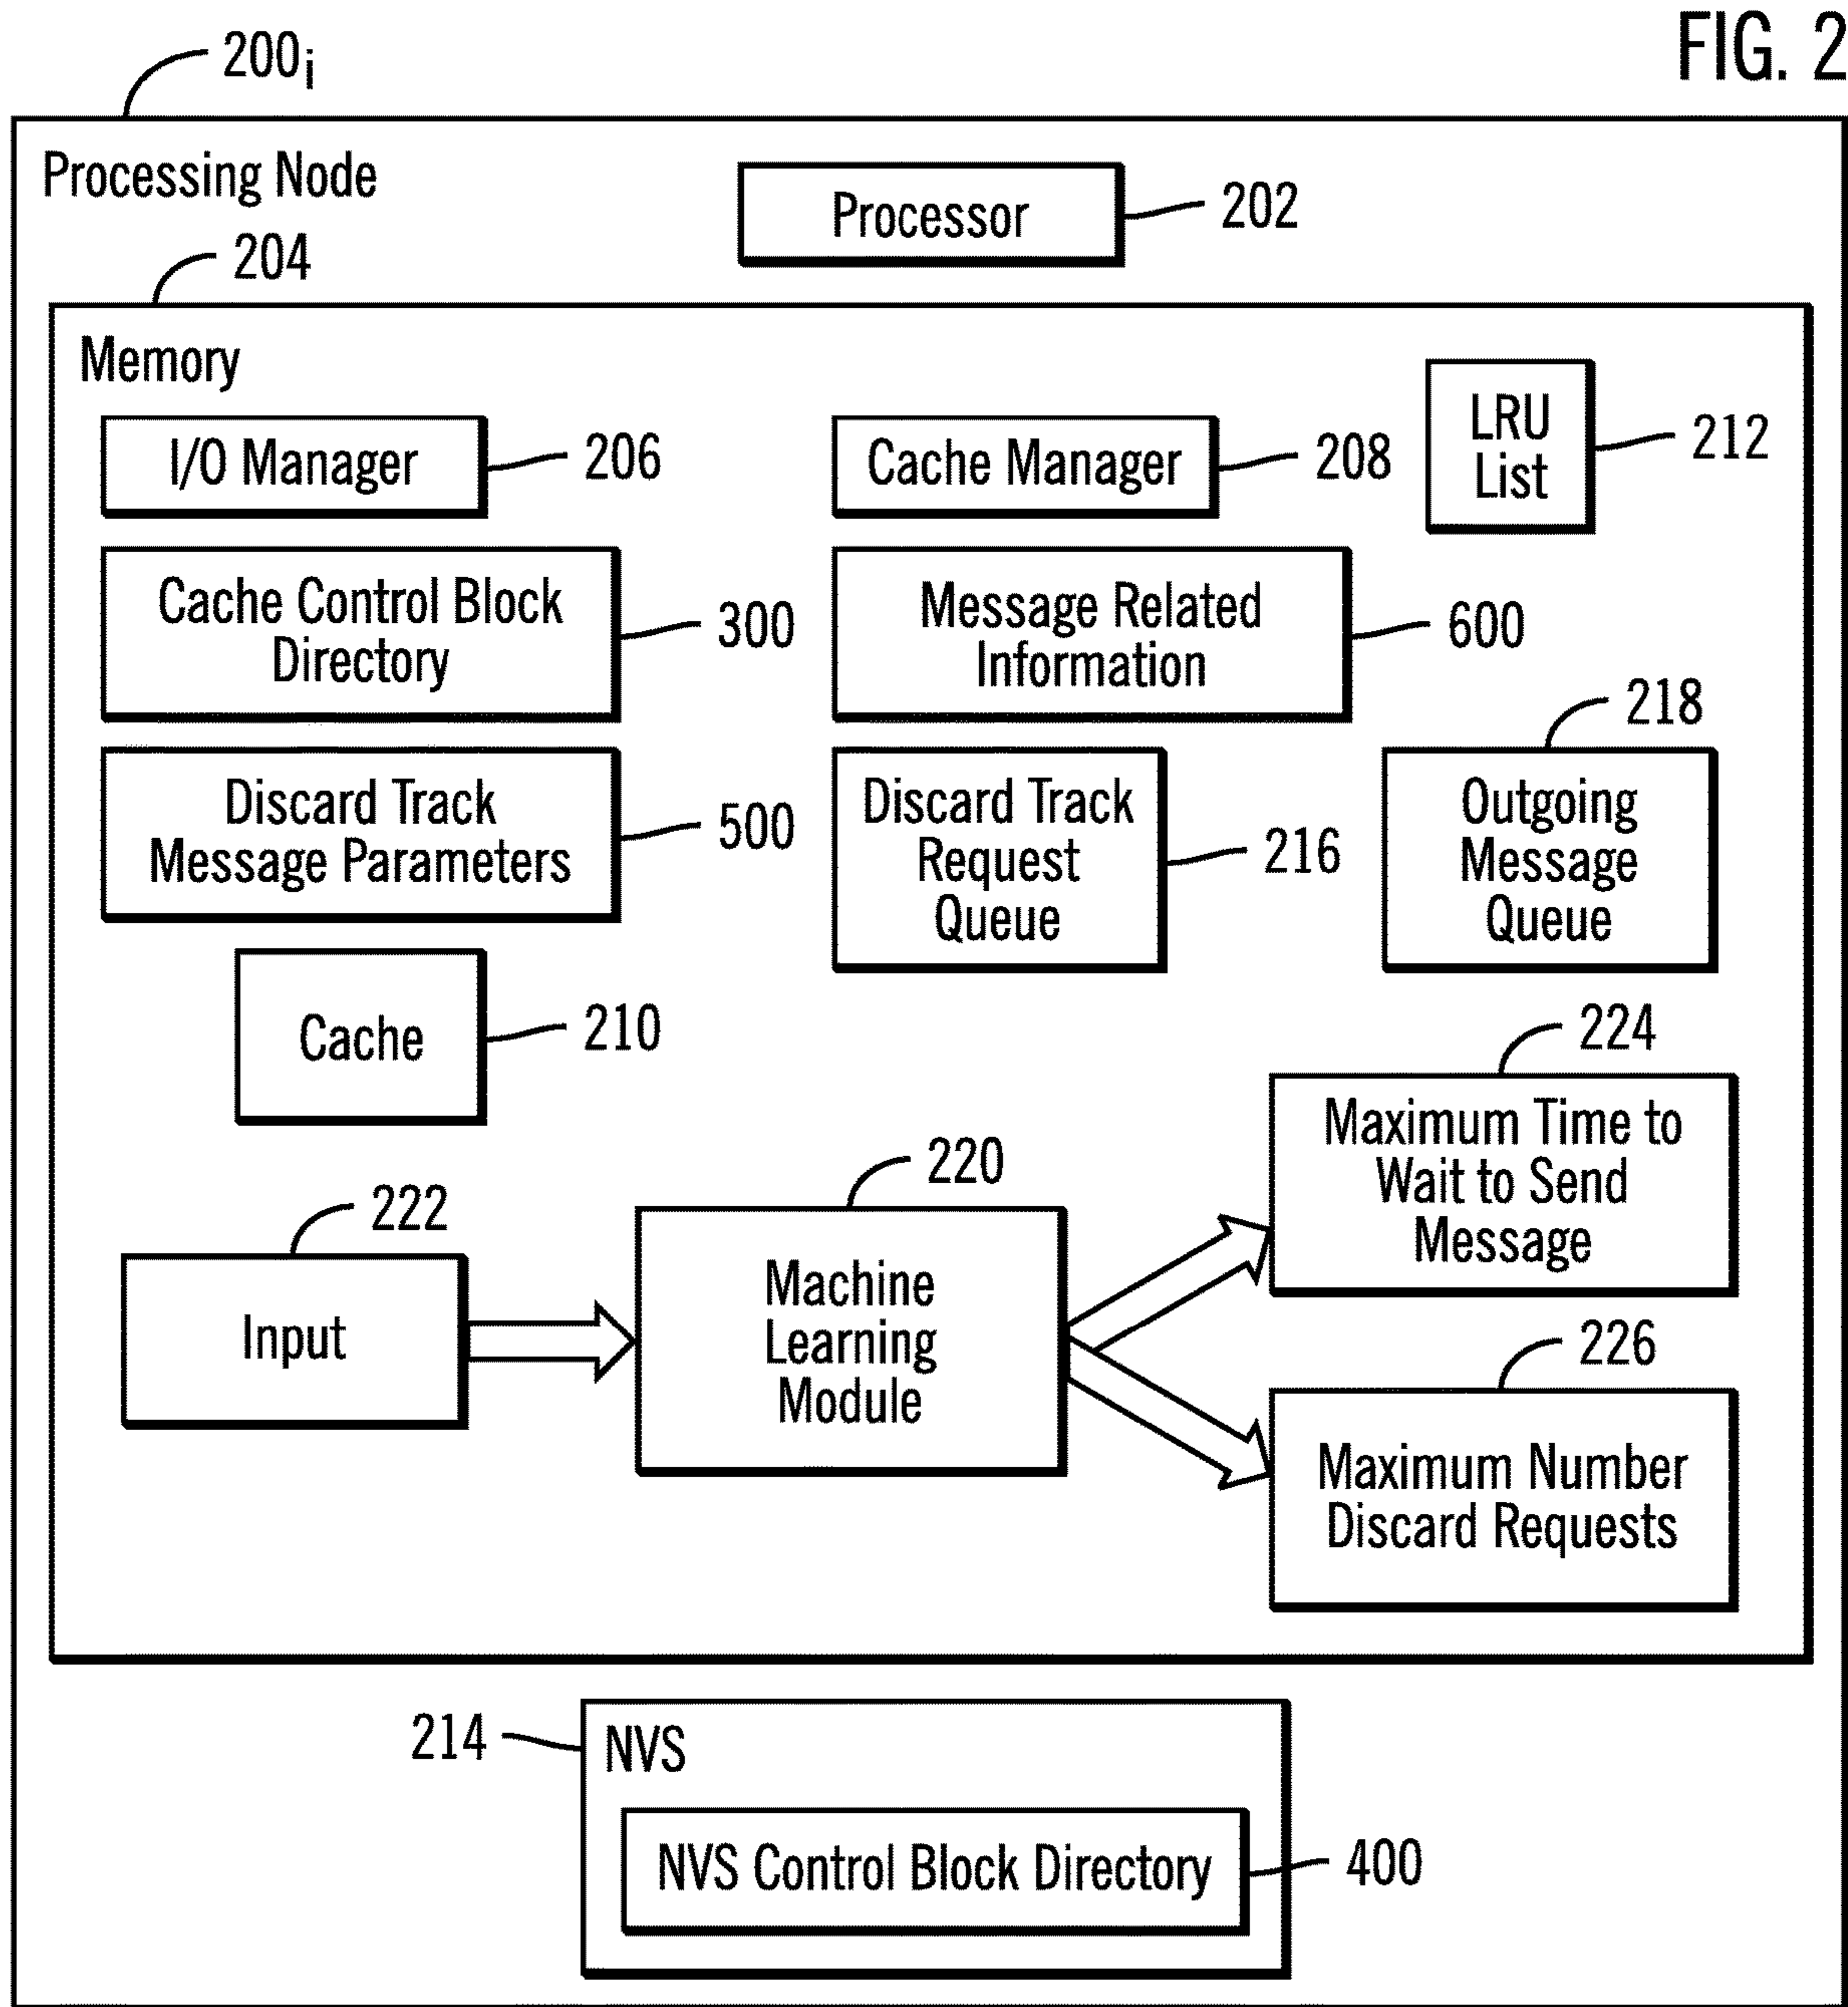 FIG. 2
200i
Processing Node
Processor
202
204
Memory
I/O Manager
206
Cache Manager
208
LRU
List
212
Cache Control Block
Directory
300
Message Related
Information
600
Discard Track
Message Parameters
500
Discard Track
Request
Queue
216
218
Outgoing
Message
Queue
Cache
210
224
Maximum Time to
Wait to Send
Message
222
Input
220
Machine
Learning
Module
226
Maximum Number
Discard Requests
214
NVS
NVS Control Block Directory
400